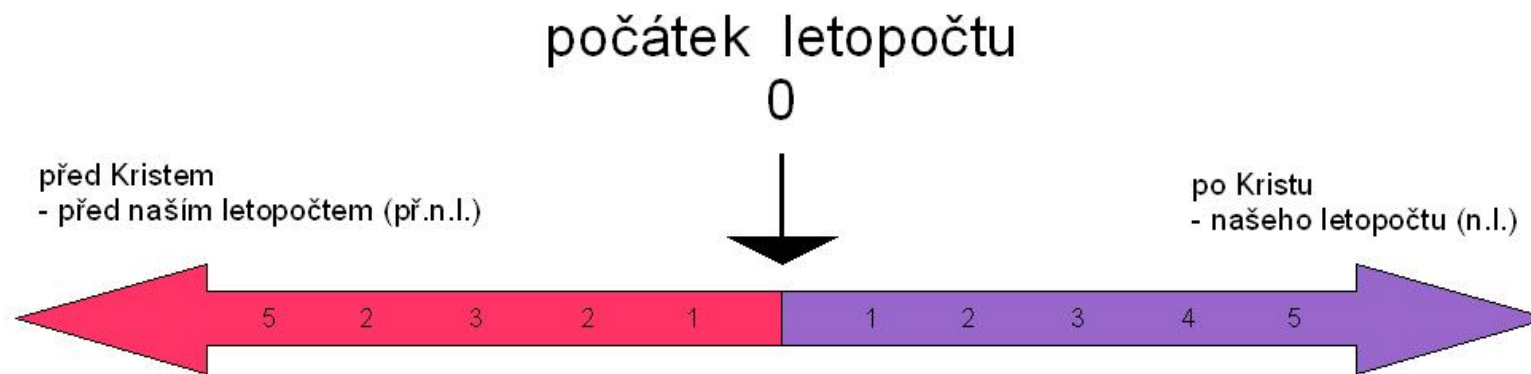 počátek letopočtu
0
před Kristem
- před naším letopočtem (př.n.l.)
po Kristu
- našeho letopočtu (n.l.)
5 2 3 2 1 1 2 3 4 5